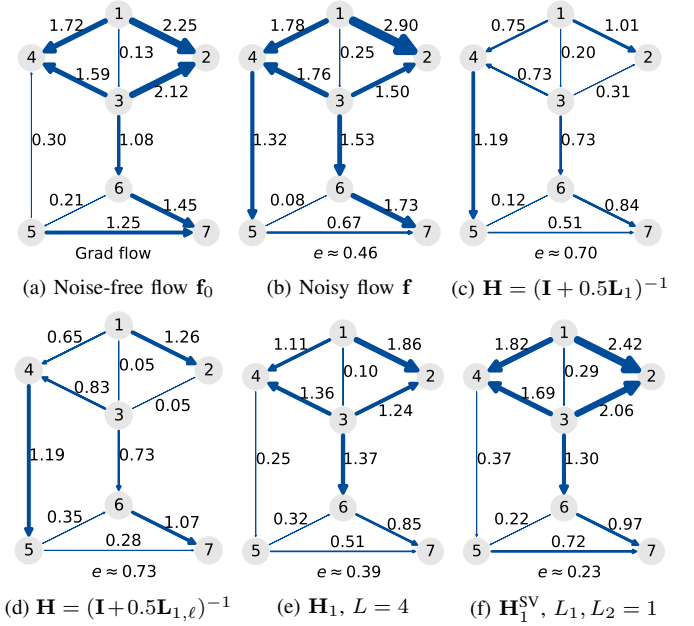 1 1 1
1.72 2.25 1.78 2.90 0.75 1.01
0.13 0.25 0.20
4 2 4 2 4 2
1.59 2.12 1.76 1.50 0.73 0.31
3 3 3
0.30 1.08 1.32 1.53 1.19 0.73
6 6 6
0.21 1.45 0.08 1.73 0.12 0.84
1.25 0.67 0.51
5 7 5 7 5 7
Grad flow e ≈ 0.46 e ≈ 0.70
(a) Noise-free flow f₀ (b) Noisy flow f (c) H = (I + 0.5L₁)⁻¹
1 1 1
0.65 1.26 1.11 1.86 1.82 2.42
0.05 0.10 0.29
4 2 4 2 4 2
0.83 0.05 1.36 1.24 1.69 2.06
3 3 3
1.19 0.73 0.25 1.37 0.37 1.30
6 6 6
0.35 1.07 0.32 0.85 0.22 0.97
0.28 0.51 0.72
5 7 5 7 5 7
e ≈ 0.73 e ≈ 0.39 e ≈ 0.23
(d) H = (I+0.5L₁,ℓ)⁻¹ (e) H₁, L = 4 (f) H₁^SV, L₁, L₂ = 1